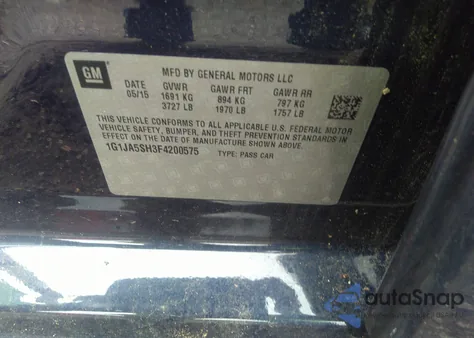 GM
MFD BY GENERAL MOTORS LLC
DATE GVWR GAWR FRT GAWR RR
05/15 1691 KG 894 KG 797 KG
3727 LB 1970 LB 1757 LB
THIS VEHICLE CONFORMS TO ALL APPLICABLE U.S. FEDERAL MOTOR
VEHICLE SAFETY, BUMPER, AND THEFT PREVENTION STANDARDS IN
EFFECT ON THE DATE OF MANUFACTURE SHOWN ABOVE.
1G1JA5SH3F4200575 TYPE: PASS CAR
autaSnap